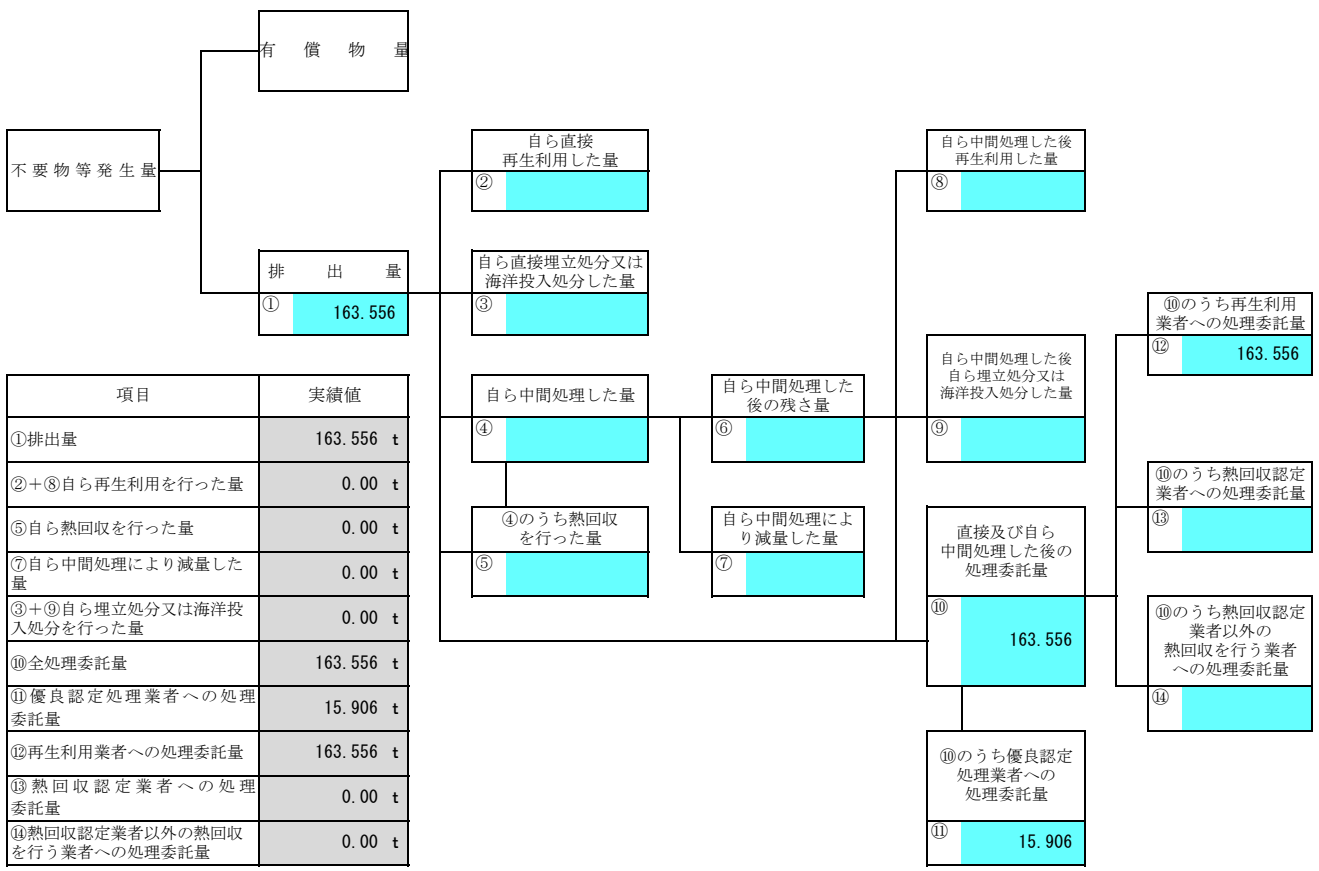 有償物量
不要物等発生量
排出量
① 163.556
自ら直接
再生利用した量
②
自ら直接埋立処分又は
海洋投入処分した量
③
自ら中間処理した量
④
④のうち熱回収
を行った量
⑤
自ら中間処理した
後の残さ量
⑥
自ら中間処理によ
り減量した量
⑦
自ら中間処理した後
再生利用した量
⑧
自ら中間処理した後
自ら埋立処分又は
海洋投入処分した量
⑨
直接及び自ら
中間処理した後の
処理委託量
⑩
163.556
⑩のうち優良認定
処理業者への
処理委託量
⑪
15.906
⑩のうち再生利用
業者への処理委託量
⑫
163.556
⑩のうち熱回収認定
業者への処理委託量
⑬
⑩のうち熱回収認定
業者以外の
熱回収を行う業者
への処理委託量
⑭
項目 実績値
①排出量 163.556 t
②+⑧自ら再生利用を行った量 0.00 t
⑤自ら熱回収を行った量 0.00 t
⑦自ら中間処理により減量した
量 0.00 t
③+⑨自ら埋立処分又は海洋投
入処分を行った量 0.00 t
⑩全処理委託量 163.556 t
⑪優良認定処理業者への処理
委託量 15.906 t
⑫再生利用業者への処理委託量 163.556 t
⑬熱回収認定業者への処理
委託量 0.00 t
⑭熱回収認定業者以外の熱回収
を行う業者への処理委託量 0.00 t